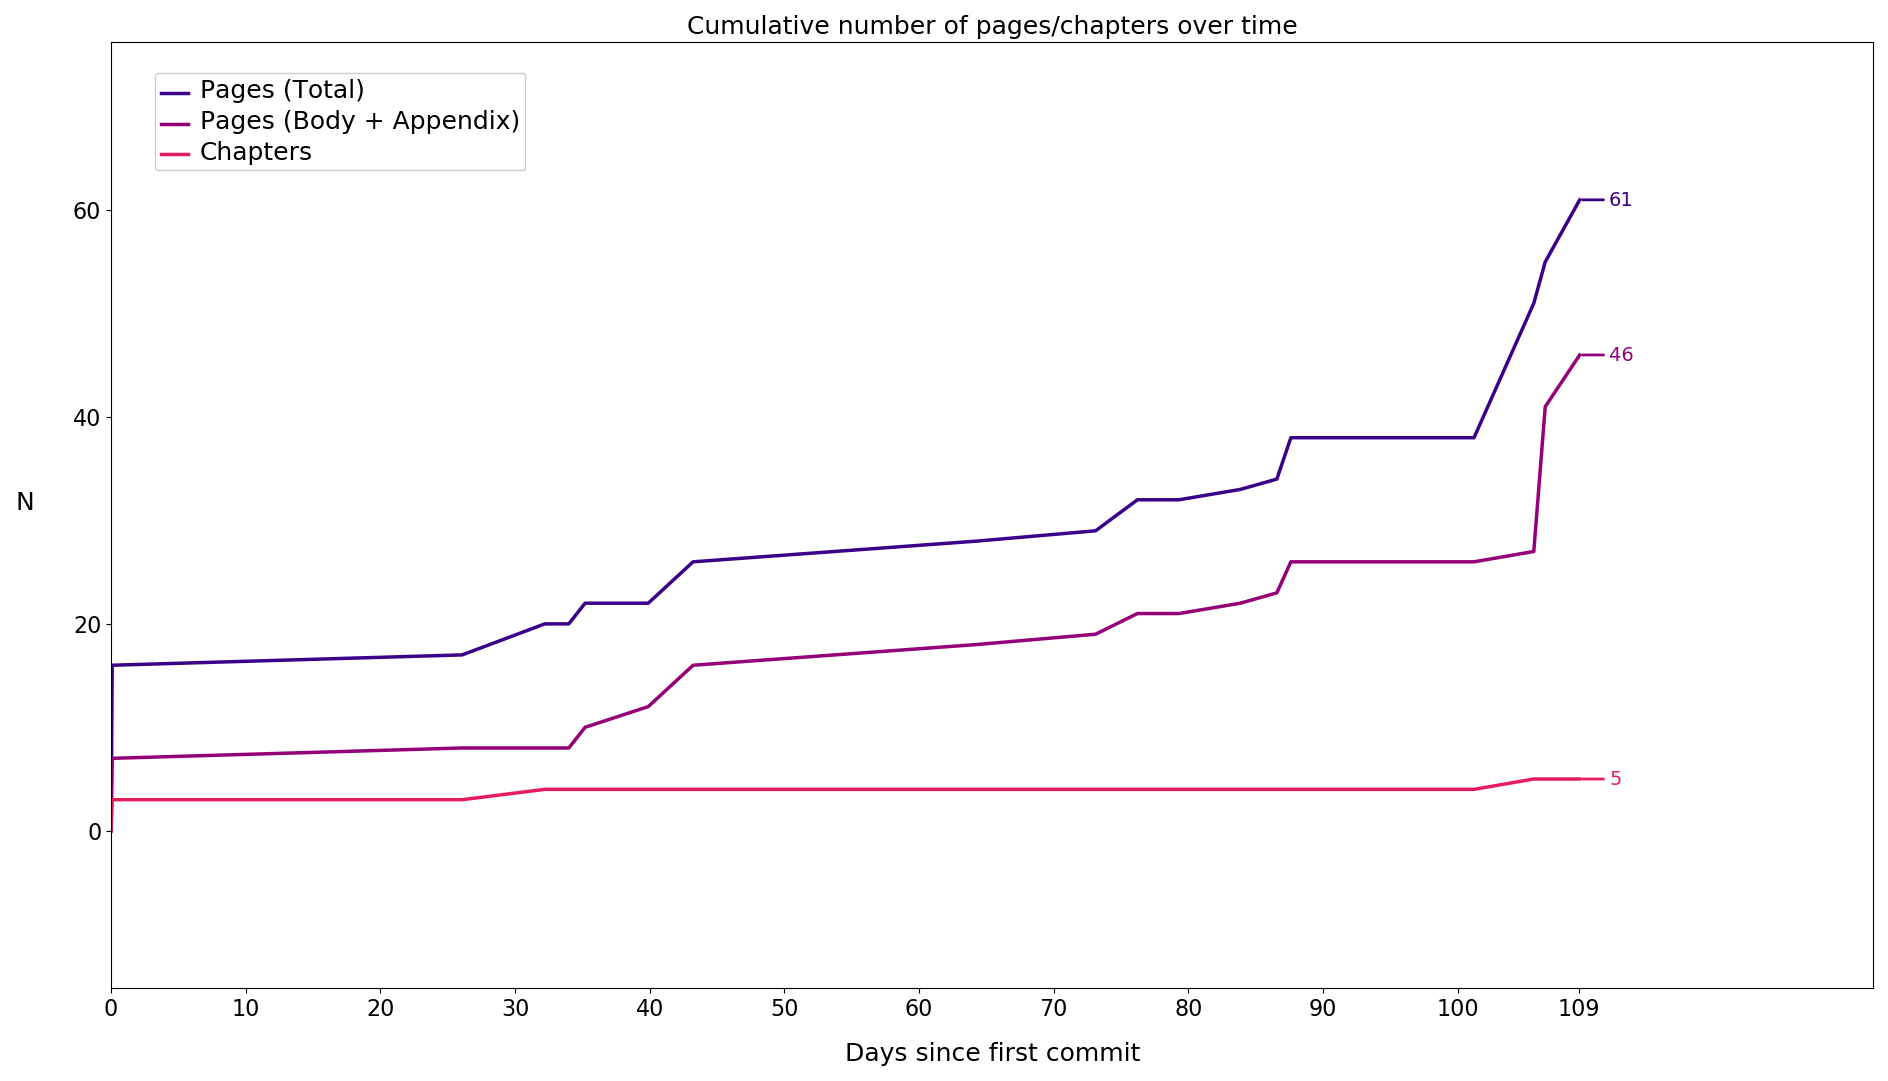 Cumulative number of pages/chapters over time
Pages (Total)
Pages (Body + Appendix)
Chapters
61
60
46
40
N
20
5
0
0 10 20 30 40 50 60 70 80 90 100 109
Days since first commit